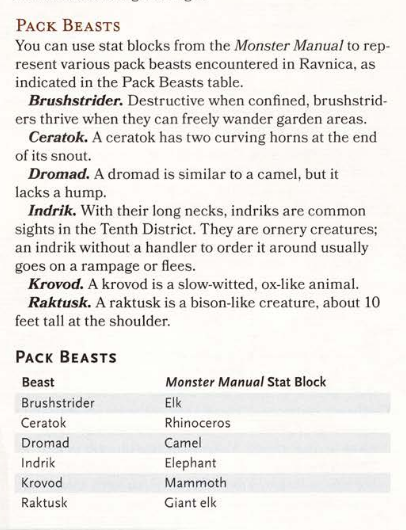 PACK BEASTS
You can use stat blocks from the Monster Manual to rep-
resent various pack beasts encountered in Ravnica, as
indicated in the Pack Beasts table.
Brushstrider. Destructive when confined, brushstrid-
ers thrive when they can freely wander garden areas.
Ceratok. A ceratok has two curving horns at the end
of its snout.
Dromad. A dromad is similar to a camel, but it
lacks a hump.
Indrik. With their long necks, indriks are common
sights in the Tenth District. They are ornery creatures;
an indrik without a handler to order it around usually
goes on a rampage or flees.
Krovod. A krovod is a slow-witted, ox-like animal.
Raktusk. A raktusk is a bison-like creature, about 10
feet tall at the shoulder.
PACK BEASTS
Beast Monster Manual Stat Block
Brushstrider Elk
Ceratok Rhinoceros
Dromad Camel
Indrik Elephant
Krovod Mammoth
Raktusk Giant elk